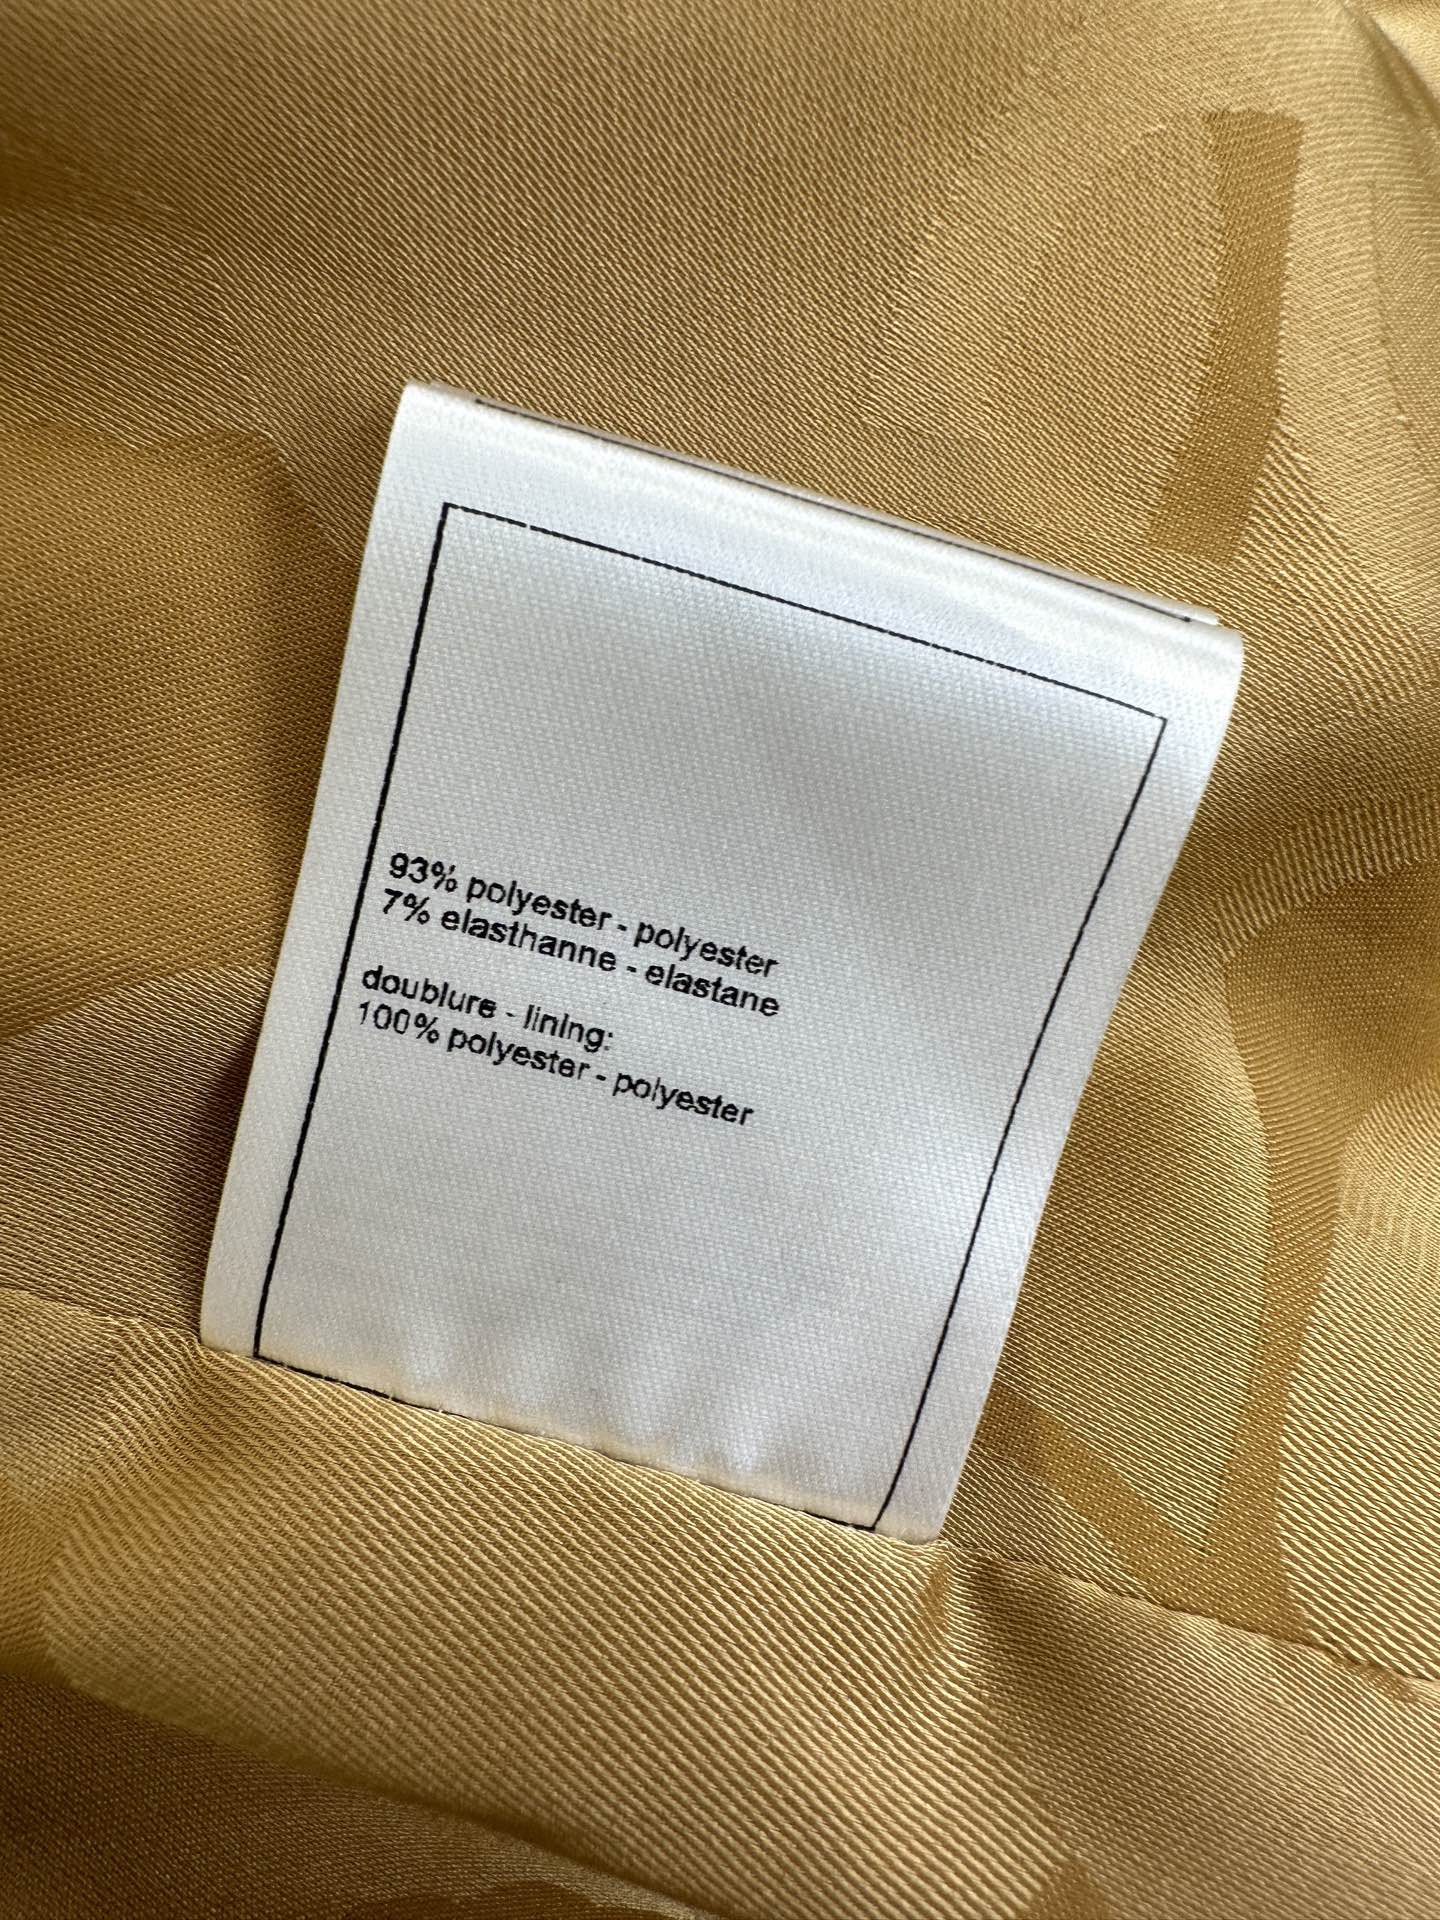 93% polyester - polyester
7% elasthanne - elastane
doublure - lining:
100% polyester - polyester